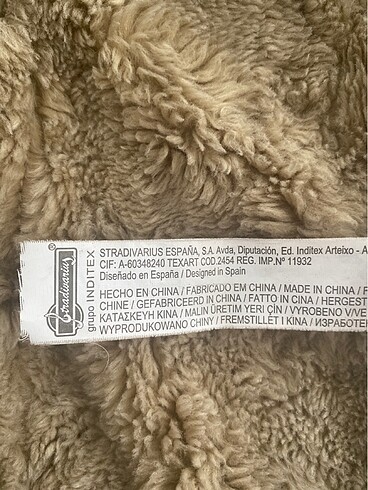 Stradivarius
grupo INDITEX
STRADIVARIUS ESPAÑA, S.A. Avda, Diputación, Ed. Inditex Arteixo - A
CIF: A-60348240 TEXART COD.2454 REG. IMP.Nº 11932
Diseñado en España / Designed in Spain
HECHO EN CHINA / FABRICADO EM CHINA / MADE IN CHINA / F
CHINE / GEFABRICEERD IN CHINA / FATTO IN CINA / HERGEST
ΚΑΤΑΣΚΕΥΗ ΚΙΝΑ / MALIN ÜRETIM YERI ÇİN / VYROBENO V/VE
WYPRODUKOWANO CHINY / FREMSTILLET I KINA / ИЗРАБОТЕ